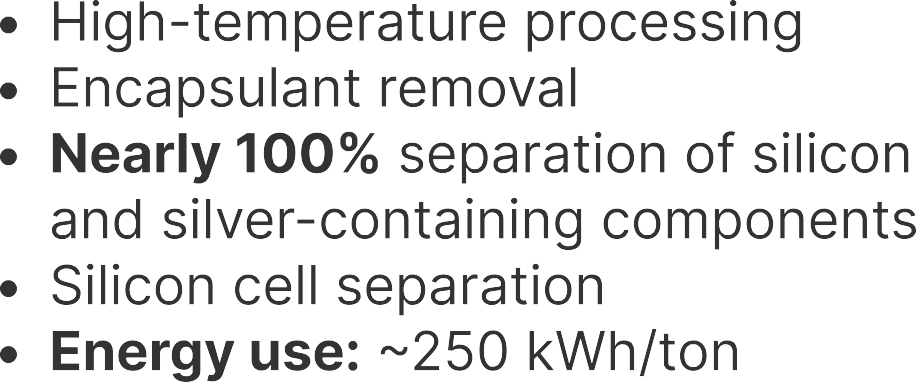 • High-temperature processing
• Encapsulant removal
• Nearly 100% separation of silicon
and silver-containing components
• Silicon cell separation
• Energy use: ~250 kWh/ton